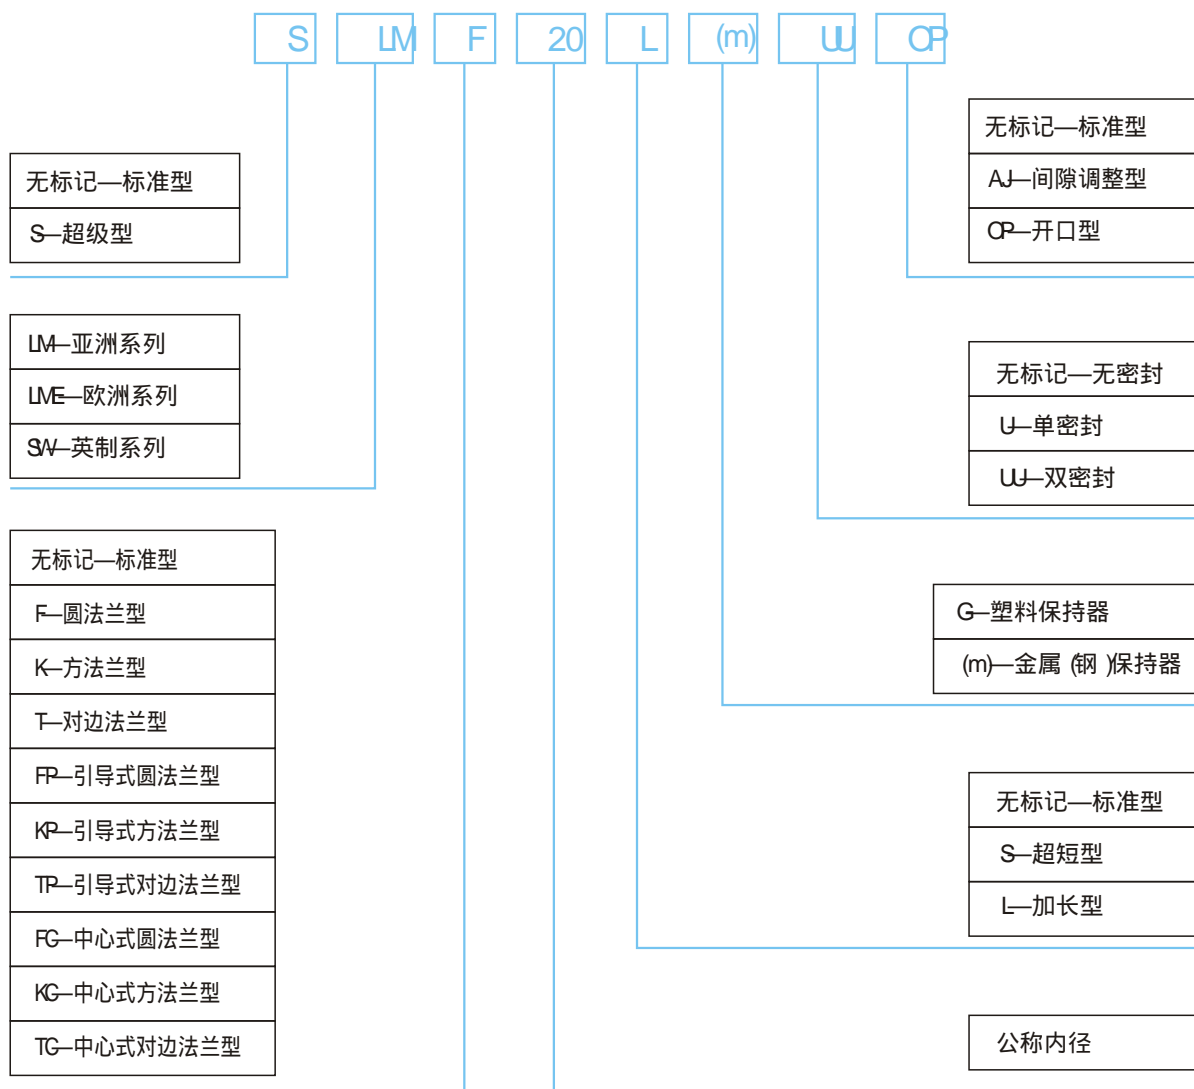 S LM F 20 L (m) UU OP
无标记—标准型
S—超级型
LM—亚洲系列
LME—欧洲系列
SW—英制系列
无标记—标准型
F—圆法兰型
K—方法兰型
T—对边法兰型
FP—引导式圆法兰型
KP—引导式方法兰型
TP—引导式对边法兰型
FC—中心式圆法兰型
KC—中心式方法兰型
TC—中心式对边法兰型
无标记—标准型
AJ—间隙调整型
OP—开口型
无标记—无密封
U—单密封
UU—双密封
G—塑料保持器
(m)—金属 (钢 )保持器
无标记—标准型
S—超短型
L—加长型
公称内径